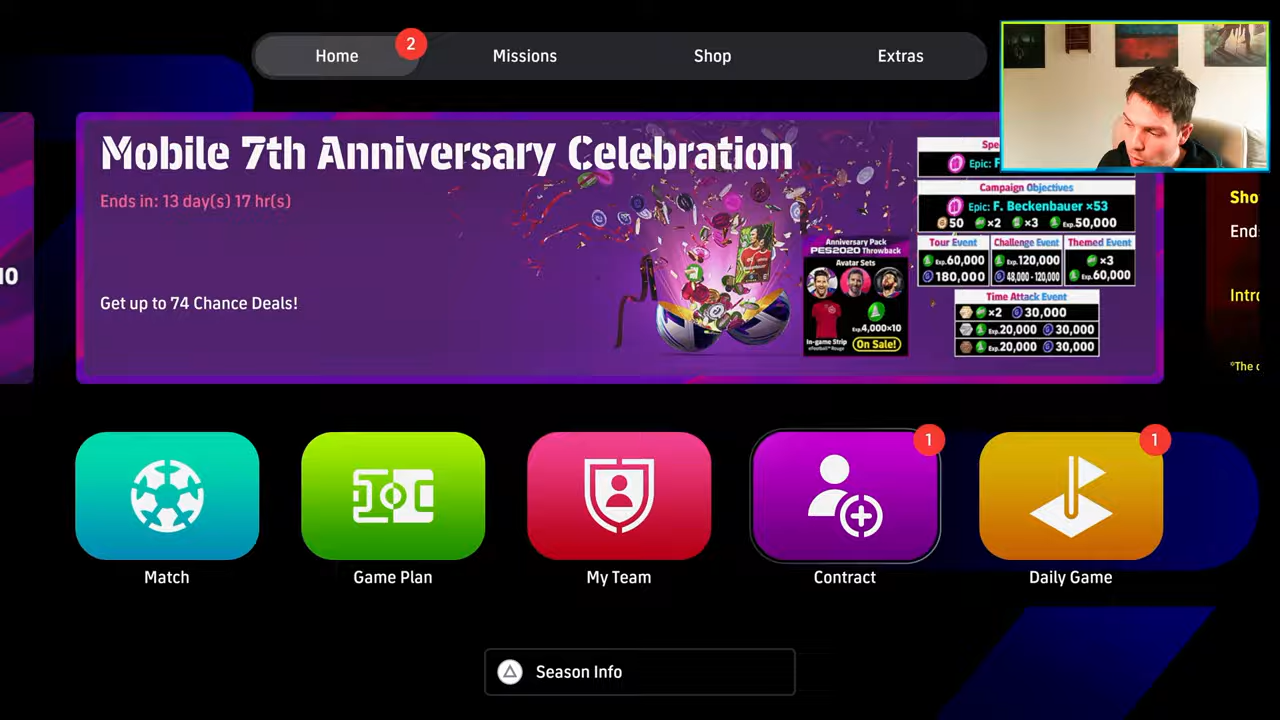 Home
2
Missions
Shop
Extras
10
Mobile 7th Anniversary Celebration
Ends in: 13 day(s) 17 hr(s)
Get up to 74 Chance Deals!
Anniversary Pack
PES2020 Throwback
Avatar Sets
Exp.4,000×10
In-game Strip
On Sale!
Epic: F.
Campaign Objectives
Epic: F. Beckenbauer ×53
50 ×2 ×3 Exp.50,000
Tour Event
Exp.60,000
180,000
Challenge Event
Exp.120,000
48,000 - 120,000
Themed Event
×3
Exp.60,000
Time Attack Event
×2 30,000
Exp.20,000 30,000
Exp.20,000 30,000
Match
Game Plan
My Team
Contract
1
Daily Game
1
Season Info